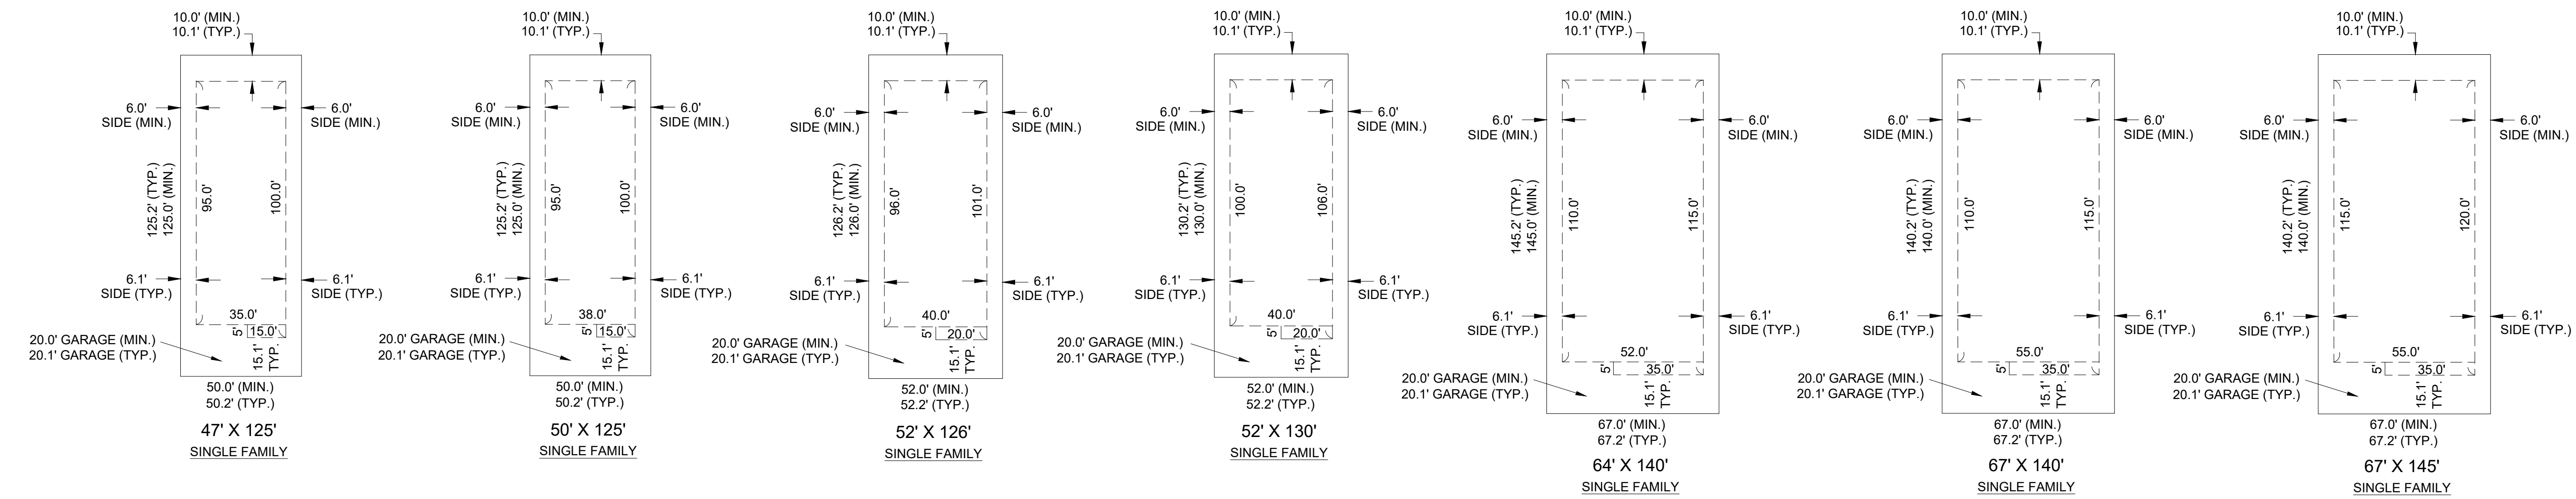 10.0' (MIN.)
10.1' (TYP.)
6.0'
SIDE (MIN.)
6.0'
SIDE (MIN.)
125.2' (TYP.)
125.0' (MIN.)
95.0'
100.0'
6.1'
SIDE (TYP.)
6.1'
SIDE (TYP.)
35.0'
5'
15.0'
15.1'
TYP.
20.0' GARAGE (MIN.)
20.1' GARAGE (TYP.)
50.0' (MIN.)
50.2' (TYP.)
47' X 125'
SINGLE FAMILY
10.0' (MIN.)
10.1' (TYP.)
6.0'
SIDE (MIN.)
6.0'
SIDE (MIN.)
125.2' (TYP.)
125.0' (MIN.)
95.0'
100.0'
6.1'
SIDE (TYP.)
6.1'
SIDE (TYP.)
38.0'
5'
15.0'
15.1'
TYP.
20.0' GARAGE (MIN.)
20.1' GARAGE (TYP.)
50.0' (MIN.)
50.2' (TYP.)
50' X 125'
SINGLE FAMILY
10.0' (MIN.)
10.1' (TYP.)
6.0'
SIDE (MIN.)
6.0'
SIDE (MIN.)
126.2' (TYP.)
126.0' (MIN.)
96.0'
101.0'
6.1'
SIDE (TYP.)
6.1'
SIDE (TYP.)
40.0'
5'
20.0'
15.1'
TYP.
20.0' GARAGE (MIN.)
20.1' GARAGE (TYP.)
52.0' (MIN.)
52.2' (TYP.)
52' X 126'
SINGLE FAMILY
10.0' (MIN.)
10.1' (TYP.)
6.0'
SIDE (MIN.)
6.0'
SIDE (MIN.)
130.2' (TYP.)
130.0' (MIN.)
100.0'
106.0'
6.1'
SIDE (TYP.)
6.1'
SIDE (TYP.)
40.0'
5'
20.0'
15.1'
TYP.
20.0' GARAGE (MIN.)
20.1' GARAGE (TYP.)
52.0' (MIN.)
52.2' (TYP.)
52' X 130'
SINGLE FAMILY
10.0' (MIN.)
10.1' (TYP.)
6.0'
SIDE (MIN.)
6.0'
SIDE (MIN.)
145.2' (TYP.)
145.0' (MIN.)
110.0'
115.0'
6.1'
SIDE (TYP.)
6.1'
SIDE (TYP.)
52.0'
5'
35.0'
15.1'
TYP.
20.0' GARAGE (MIN.)
20.1' GARAGE (TYP.)
67.0' (MIN.)
67.2' (TYP.)
64' X 140'
SINGLE FAMILY
10.0' (MIN.)
10.1' (TYP.)
6.0'
SIDE (MIN.)
6.0'
SIDE (MIN.)
140.2' (TYP.)
140.0' (MIN.)
110.0'
115.0'
6.1'
SIDE (TYP.)
6.1'
SIDE (TYP.)
55.0'
5'
35.0'
15.1'
TYP.
20.0' GARAGE (MIN.)
20.1' GARAGE (TYP.)
67.0' (MIN.)
67.2' (TYP.)
67' X 140'
SINGLE FAMILY
10.0' (MIN.)
10.1' (TYP.)
6.0'
SIDE (MIN.)
6.0'
SIDE (MIN.)
140.2' (TYP.)
140.0' (MIN.)
115.0'
120.0'
6.1'
SIDE (TYP.)
6.1'
SIDE (TYP.)
55.0'
5'
35.0'
15.1'
TYP.
20.0' GARAGE (MIN.)
20.1' GARAGE (TYP.)
67.0' (MIN.)
67.2' (TYP.)
67' X 145'
SINGLE FAMILY